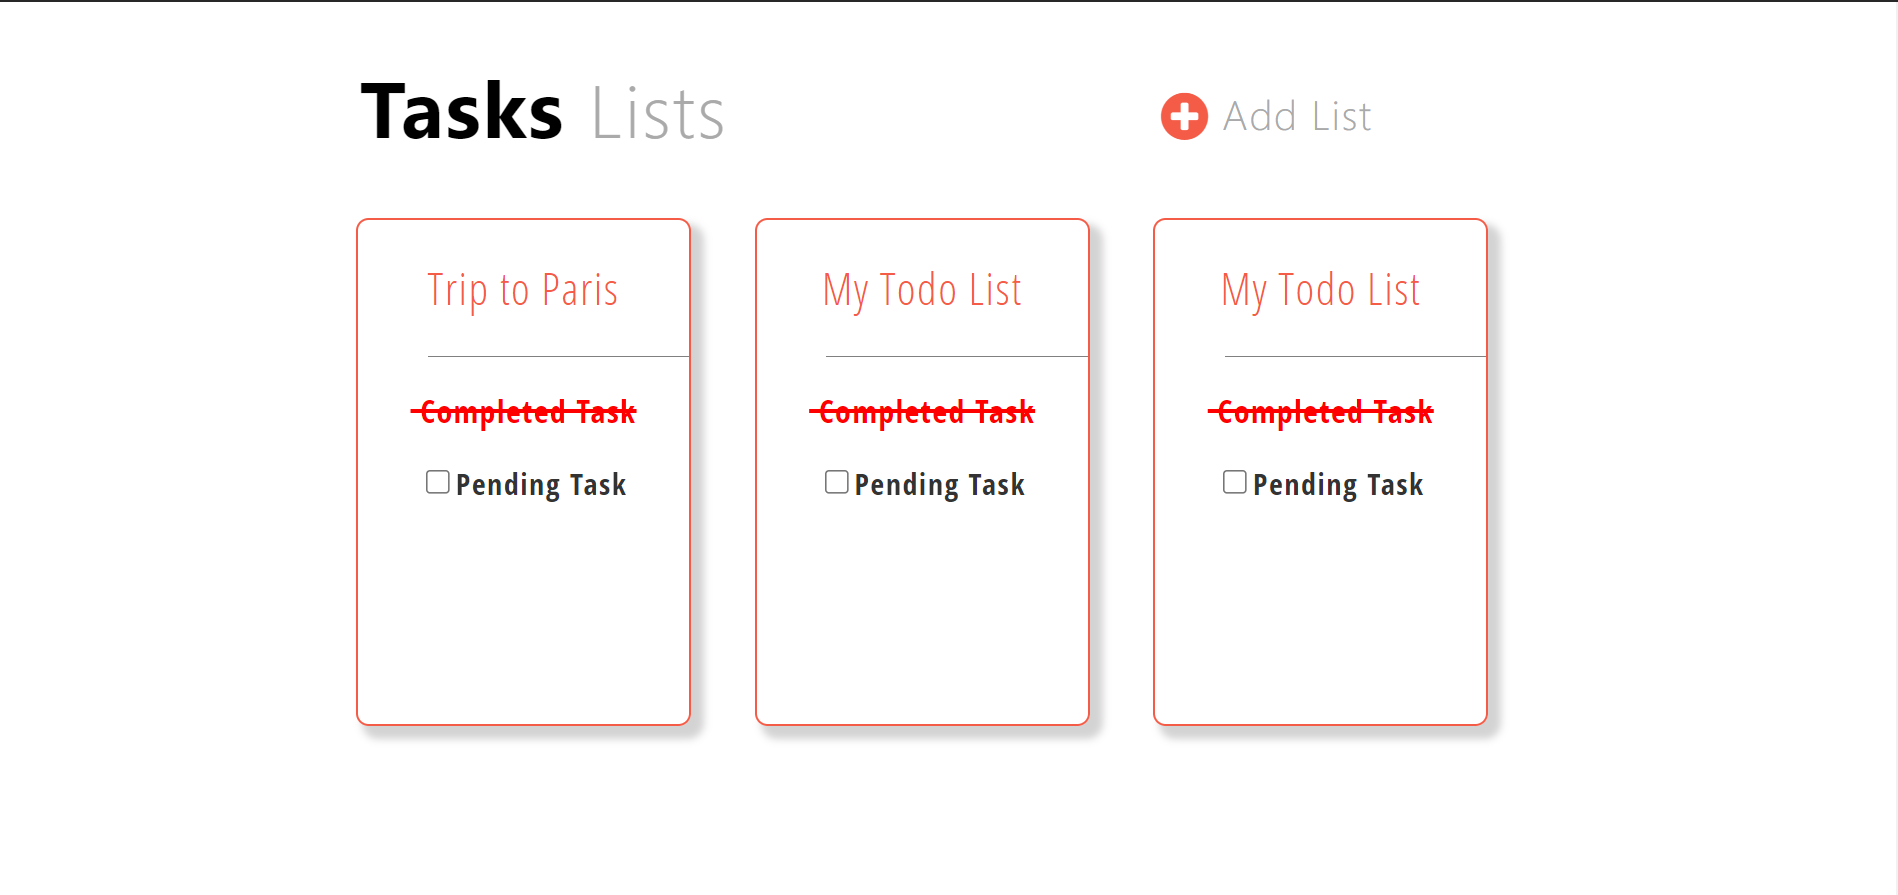 Tasks Lists
Add List
Trip to Paris
Completed Task
Pending Task
My Todo List
Completed Task
Pending Task
My Todo List
Completed Task
Pending Task